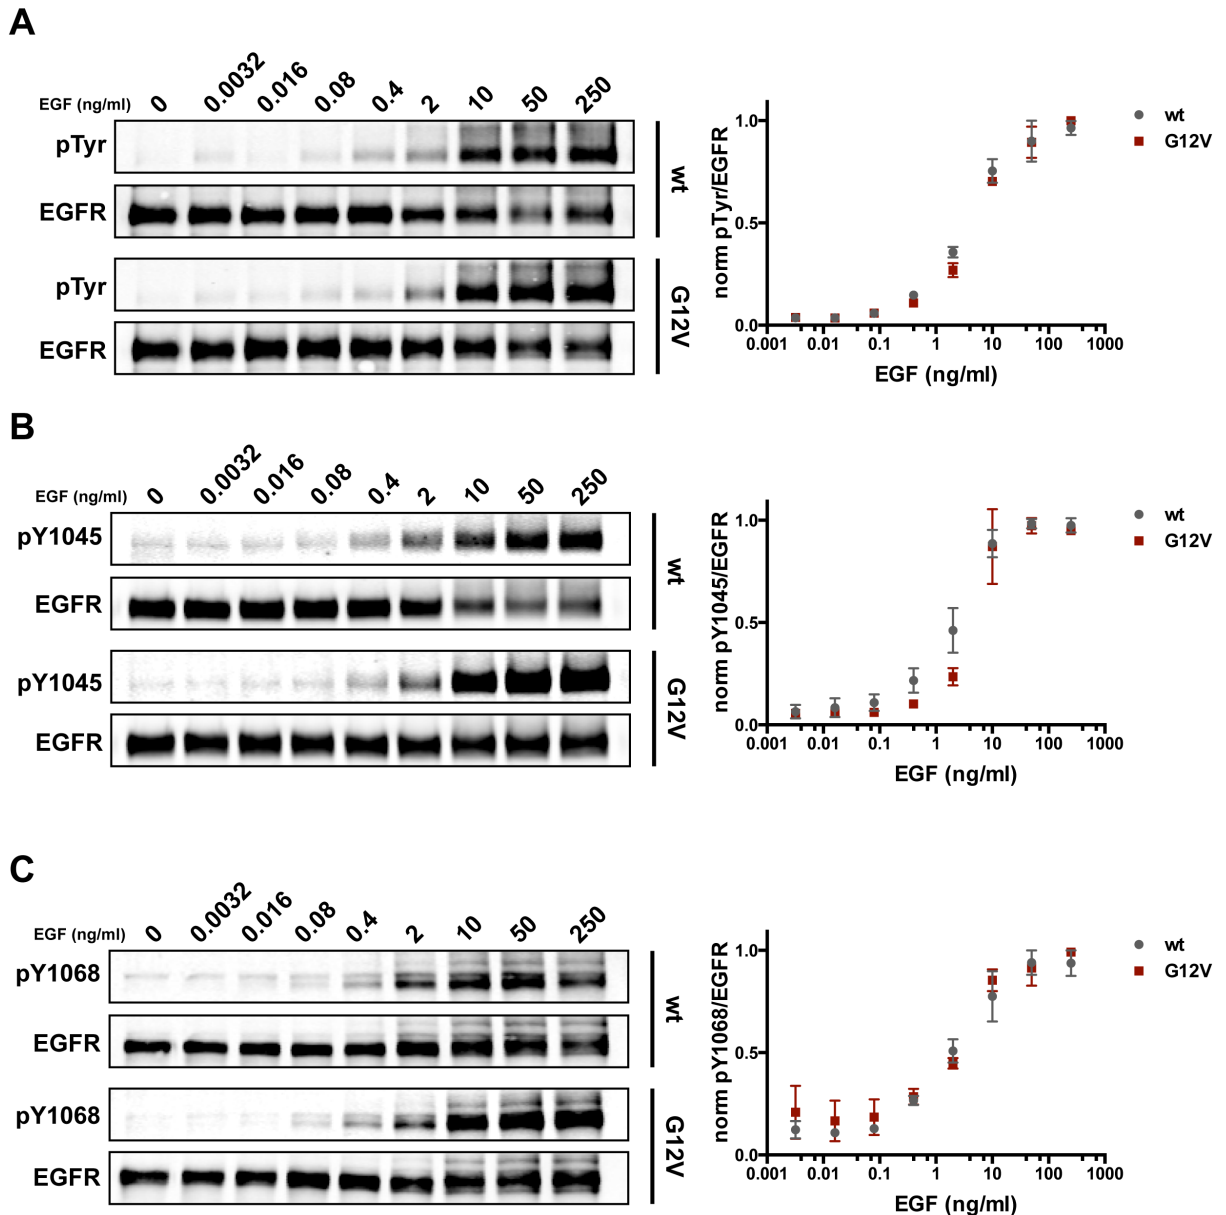 A
EGF (ng/ml) 0 0.0032 0.016 0.08 0.4 2 10 50 250
pTyr
EGFR
wt
pTyr
EGFR
G12V
norm pTyr/EGFR
1.0
0.5
0.0
0.001 0.01 0.1 1 10 100 1000
EGF (ng/ml)
wt
G12V
B
EGF (ng/ml) 0 0.0032 0.016 0.08 0.4 2 10 50 250
pY1045
EGFR
wt
pY1045
EGFR
G12V
norm pY1045/EGFR
1.0
0.5
0.0
0.001 0.01 0.1 1 10 100 1000
EGF (ng/ml)
wt
G12V
C
EGF (ng/ml) 0 0.0032 0.016 0.08 0.4 2 10 50 250
pY1068
EGFR
wt
pY1068
EGFR
G12V
norm pY1068/EGFR
1.0
0.5
0.0
0.001 0.01 0.1 1 10 100 1000
EGF (ng/ml)
wt
G12V